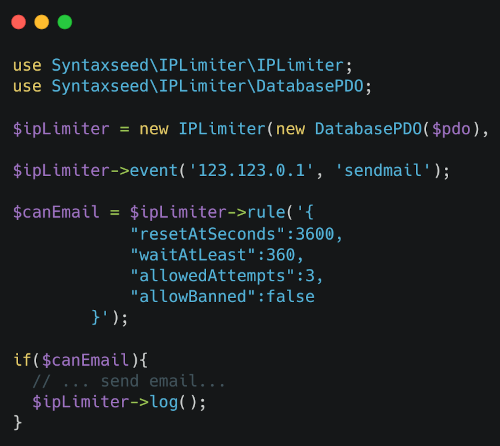 use Syntaxseed\IPLimiter\IPLimiter;
use Syntaxseed\IPLimiter\DatabasePDO;
$ipLimiter = new IPLimiter(new DatabasePDO($pdo),
$ipLimiter->event('123.123.0.1', 'sendmail');
$canEmail = $ipLimiter->rule('{
"resetAtSeconds":3600,
"waitAtLeast":360,
"allowedAttempts":3,
"allowBanned":false
}');
if($canEmail){
// ... send email...
$ipLimiter->log();
}